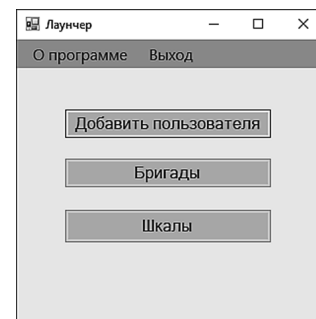 Лаунчер
О программе Выход
Добавить пользователя
Бригады
Шкалы